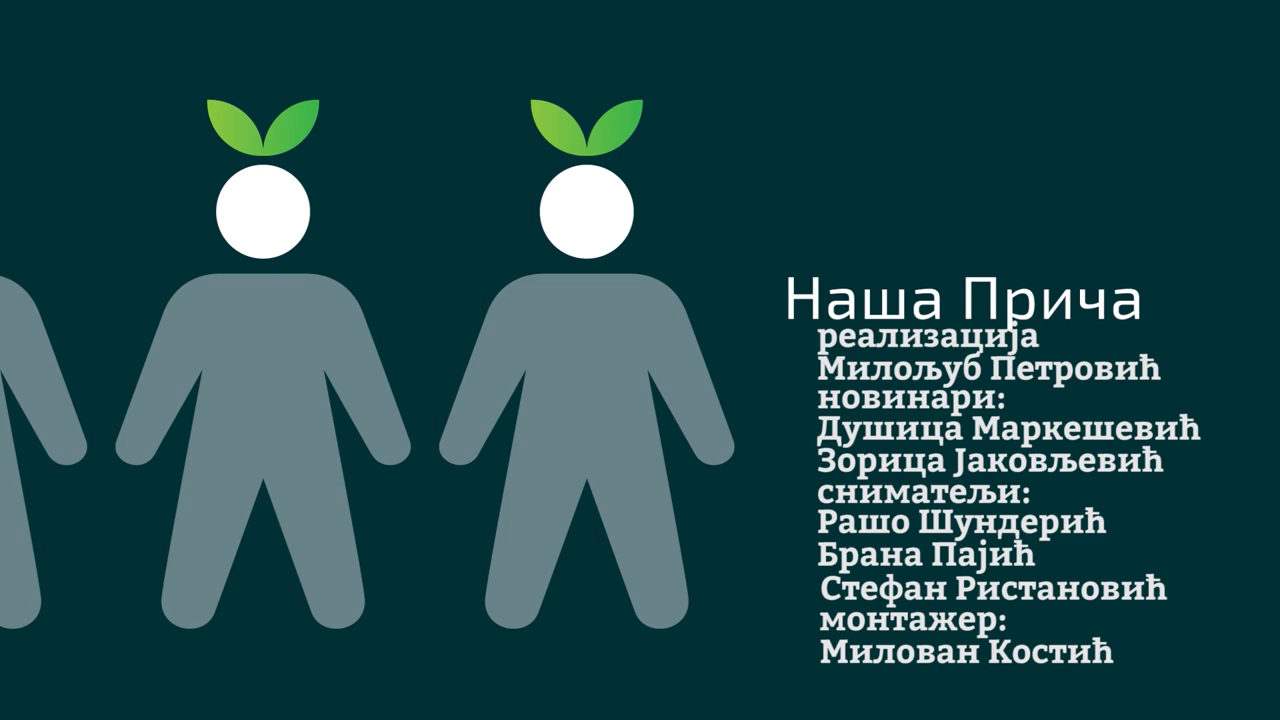 Наша Прича
реализација
Милољуб Петровић
новинари:
Душица Маркешевић
Зорица Јаковљевић
сниматељи:
Рашо Шундерић
Брана Пајић
Стефан Ристановић
монтажер:
Милован Костић